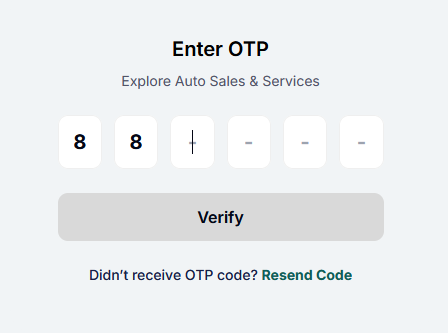 Enter OTP
Explore Auto Sales & Services
8 8 - - - -
Verify
Didn’t receive OTP code? Resend Code